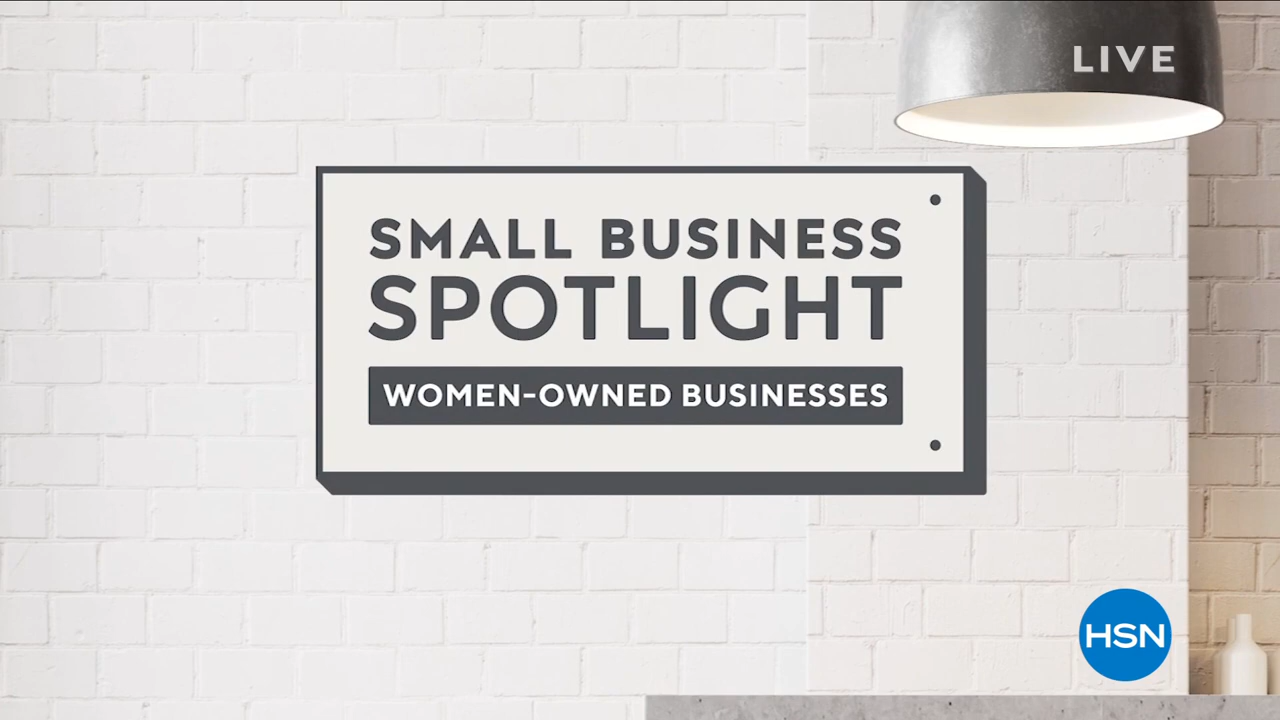 LIVE
SMALL BUSINESS
SPOTLIGHT
WOMEN-OWNED BUSINESSES
HSN